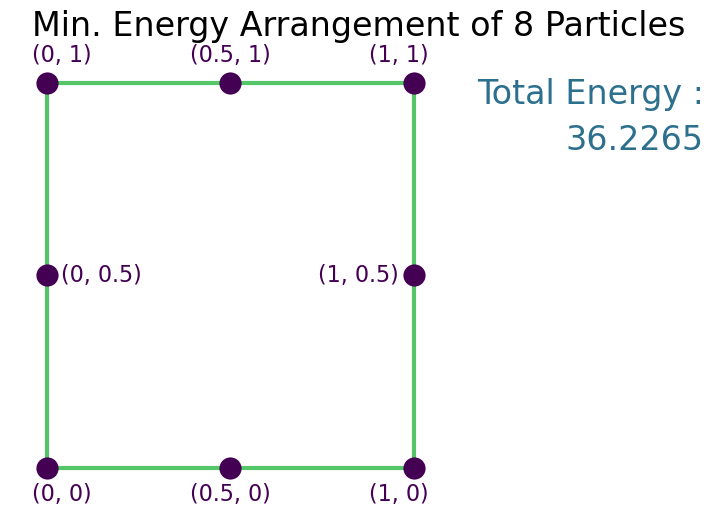 Min. Energy Arrangement of 8 Particles
(0, 1) (0.5, 1) (1, 1)
Total Energy :
36.2265
(0, 0.5) (1, 0.5)
(0, 0) (0.5, 0) (1, 0)